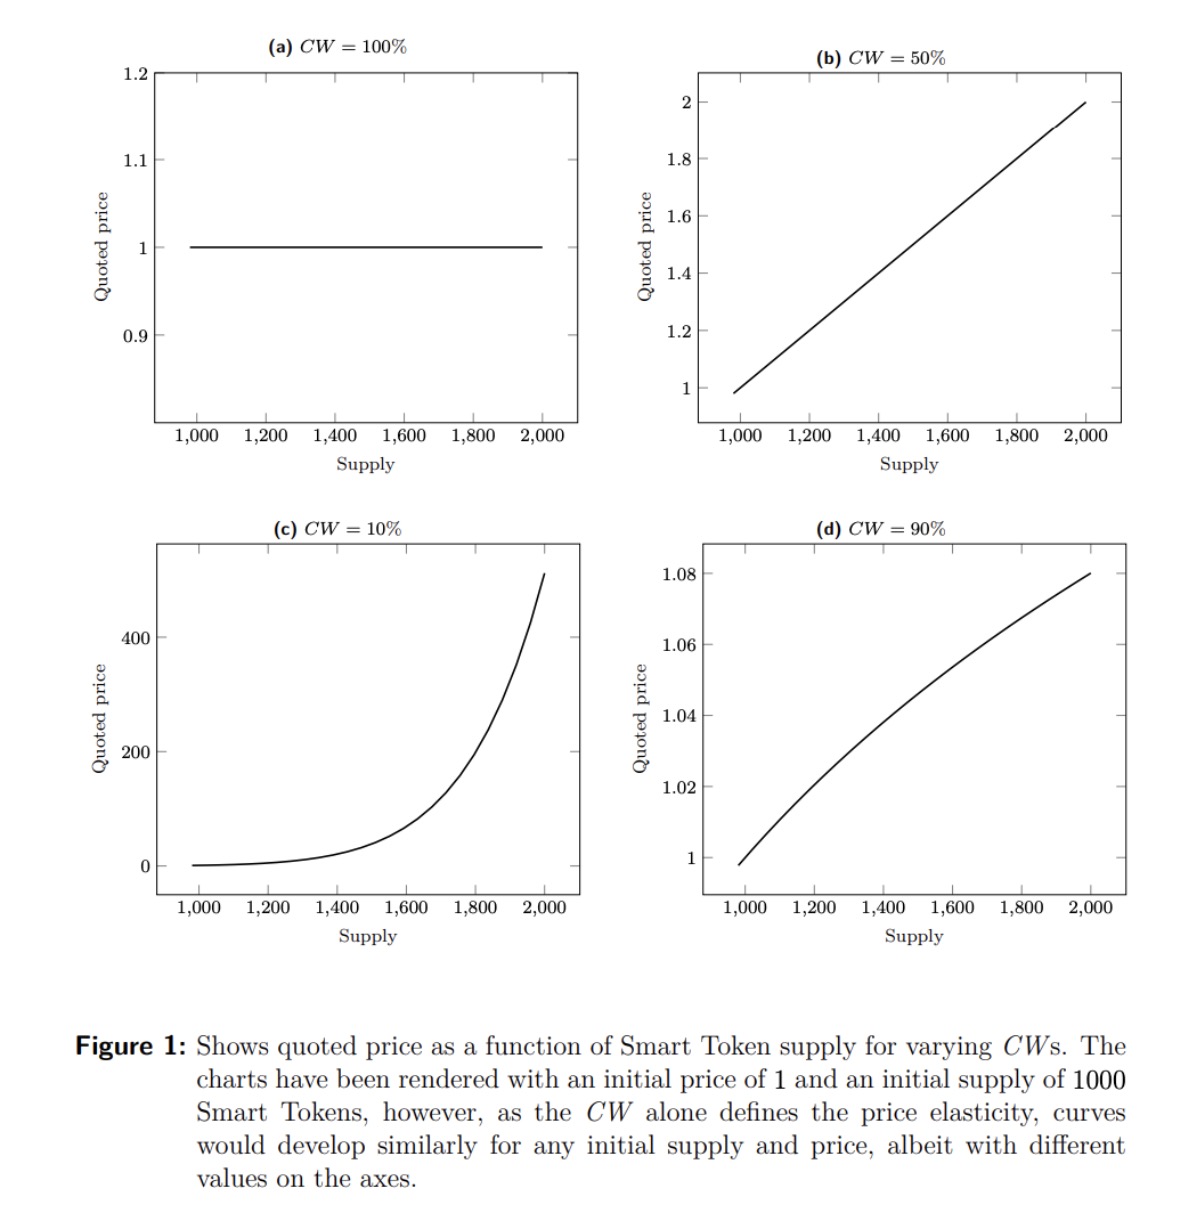 (a) CW = 100%
1.2
1.1
1
0.9
Quoted price
1,000 1,200 1,400 1,600 1,800 2,000
Supply
(b) CW = 50%
2
1.8
1.6
1.4
1.2
1
Quoted price
1,000 1,200 1,400 1,600 1,800 2,000
Supply
(c) CW = 10%
400
200
0
Quoted price
1,000 1,200 1,400 1,600 1,800 2,000
Supply
(d) CW = 90%
1.08
1.06
1.04
1.02
1
Quoted price
1,000 1,200 1,400 1,600 1,800 2,000
Supply
Figure 1: Shows quoted price as a function of Smart Token supply for varying CWs. The
charts have been rendered with an initial price of 1 and an initial supply of 1000
Smart Tokens, however, as the CW alone defines the price elasticity, curves
would develop similarly for any initial supply and price, albeit with different
values on the axes.